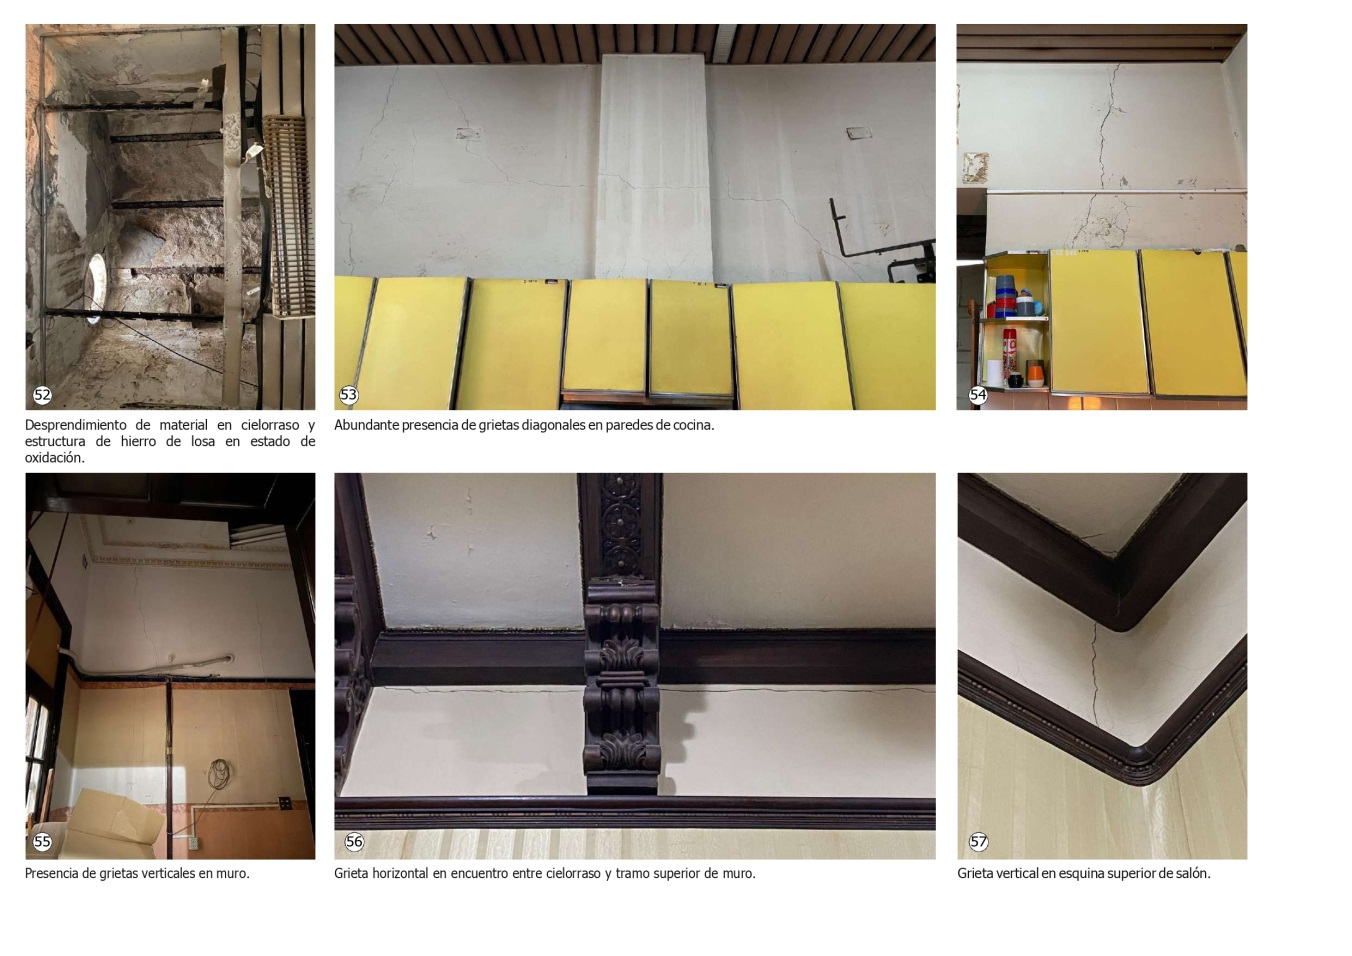 52
53
54
Desprendimiento de material en cielorraso y
estructura de hierro de losa en estado de
oxidación.
Abundante presencia de grietas diagonales en paredes de cocina.
55
56
57
Presencia de grietas verticales en muro.
Grieta horizontal en encuentro entre cielorraso y tramo superior de muro.
Grieta vertical en esquina superior de salón.